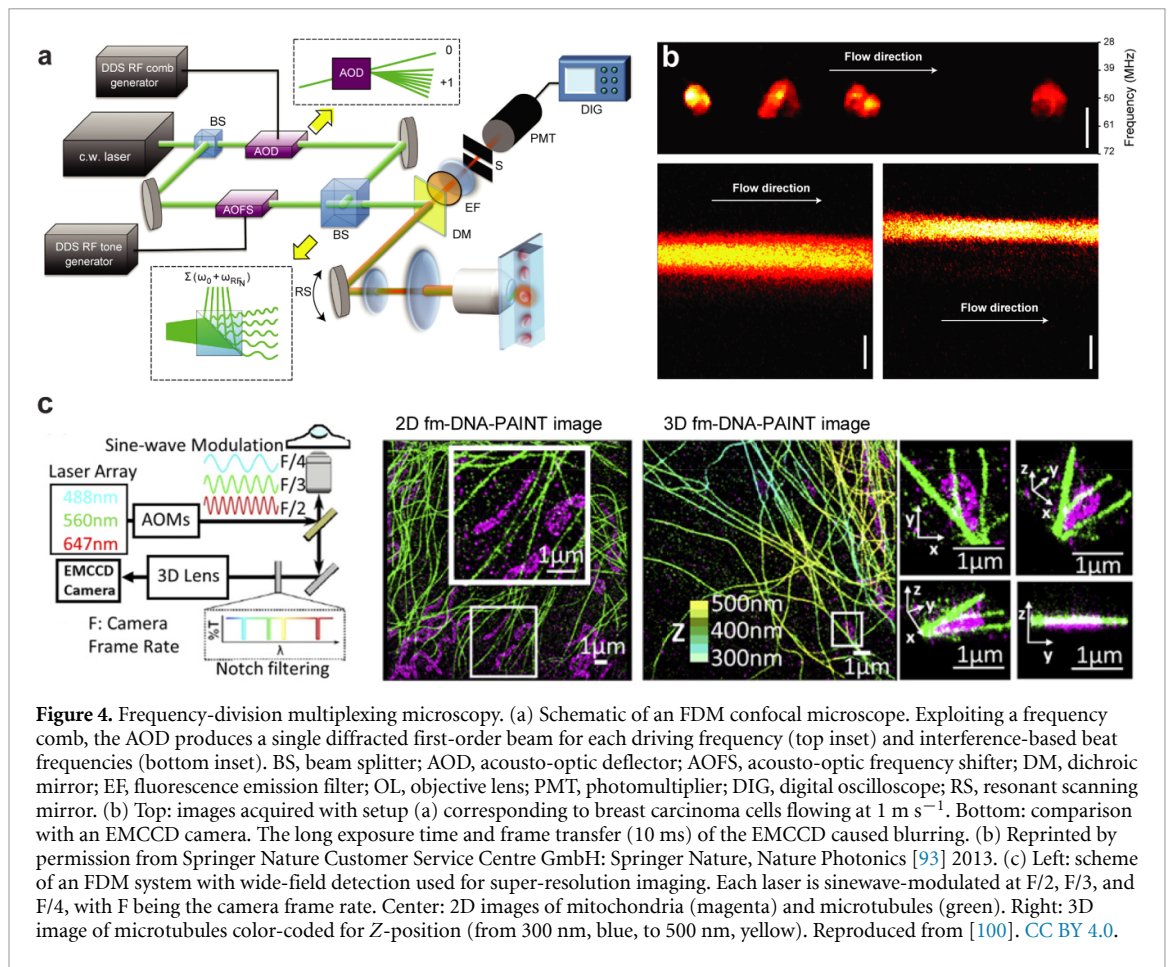 a
DDS RF comb
generator
AOD
0
+1
c.w. laser
BS
AOD
AOFS
BS
DDS RF tone
generator
Σ(ω₀ + ω_RF_N)
RS
DM
EF
S
PMT
DIG
b
Flow direction
28
39
50
61
72
Frequency (MHz)
Flow direction
Flow direction
Flow direction
c
Sine-wave Modulation
Laser Array
488nm
560nm
647nm
AOMs
F/4
F/3
F/2
EMCCD
Camera
3D Lens
F: Camera
Frame Rate
%T
λ
Notch filtering
2D fm-DNA-PAINT image
1μm
1μm
3D fm-DNA-PAINT image
Z
500nm
400nm
300nm
1μm
y
x
1μm
z
y
x
1μm
z
y
x
1μm
z
y
1μm
Figure 4. Frequency-division multiplexing microscopy. (a) Schematic of an FDM confocal microscope. Exploiting a frequency
comb, the AOD produces a single diffracted first-order beam for each driving frequency (top inset) and interference-based beat
frequencies (bottom inset). BS, beam splitter; AOD, acousto-optic deflector; AOFS, acousto-optic frequency shifter; DM, dichroic
mirror; EF, fluorescence emission filter; OL, objective lens; PMT, photomultiplier; DIG, digital oscilloscope; RS, resonant scanning
mirror. (b) Top: images acquired with setup (a) corresponding to breast carcinoma cells flowing at 1 m s⁻¹. Bottom: comparison
with an EMCCD camera. The long exposure time and frame transfer (10 ms) of the EMCCD caused blurring. (b) Reprinted by
permission from Springer Nature Customer Service Centre GmbH: Springer Nature, Nature Photonics [93] 2013. (c) Left: scheme
of an FDM system with wide-field detection used for super-resolution imaging. Each laser is sinewave-modulated at F/2, F/3, and
F/4, with F being the camera frame rate. Center: 2D images of mitochondria (magenta) and microtubules (green). Right: 3D
image of microtubules color-coded for Z-position (from 300 nm, blue, to 500 nm, yellow). Reproduced from [100]. CC BY 4.0.